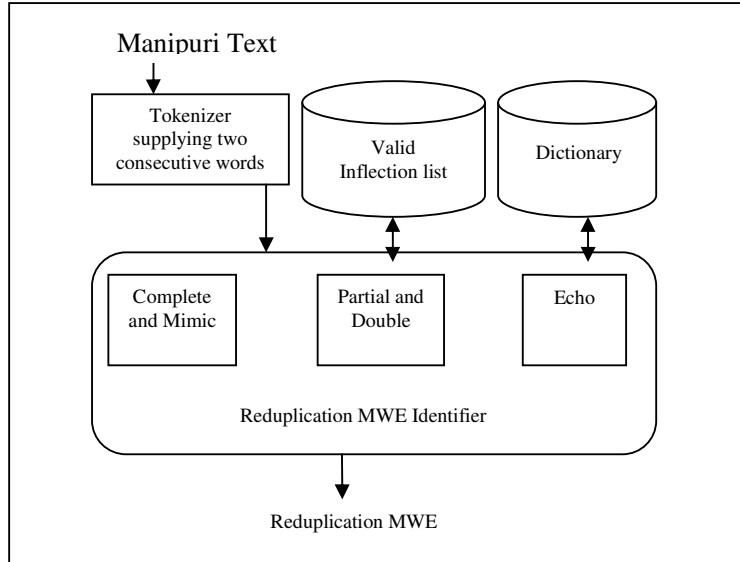 Manipuri Text
Tokenizer
supplying two
consecutive words
Valid
Inflection list
Dictionary
Complete
and Mimic
Partial and
Double
Echo
Reduplication MWE Identifier
Reduplication MWE